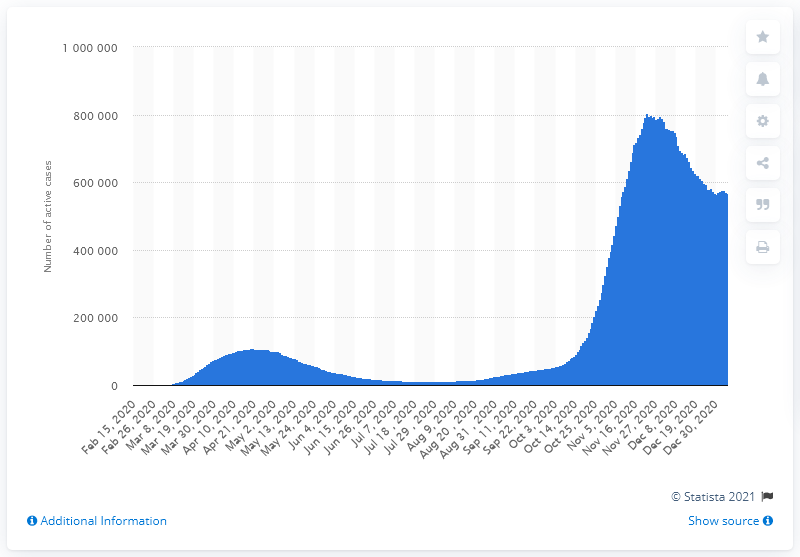 1 000 000
800 000
600 000
400 000
200 000
0
Number of active cases
Feb 15, 2020
Feb 26, 2020
Mar 8, 2020
Mar 19, 2020
Mar 30, 2020
Apr 10, 2020
Apr 21, 2020
May 2, 2020
May 13, 2020
May 24, 2020
Jun 4, 2020
Jun 15, 2020
Jun 26, 2020
Jul 7, 2020
Jul 18 , 2020
Jul 29, 2020
Aug 9, 2020
Aug 20 , 2020
Aug 31 , 2020
Sep 11, 2020
Sep 22, 2020
Oct 3, 2020
Oct 14, 2020
Oct 25, 2020
Nov 5, 2020
Nov 16, 2020
Nov 27, 2020
Dec 8, 2020
Dec 19, 2020
Dec 30, 2020
© Statista 2021
Additional Information
Show source